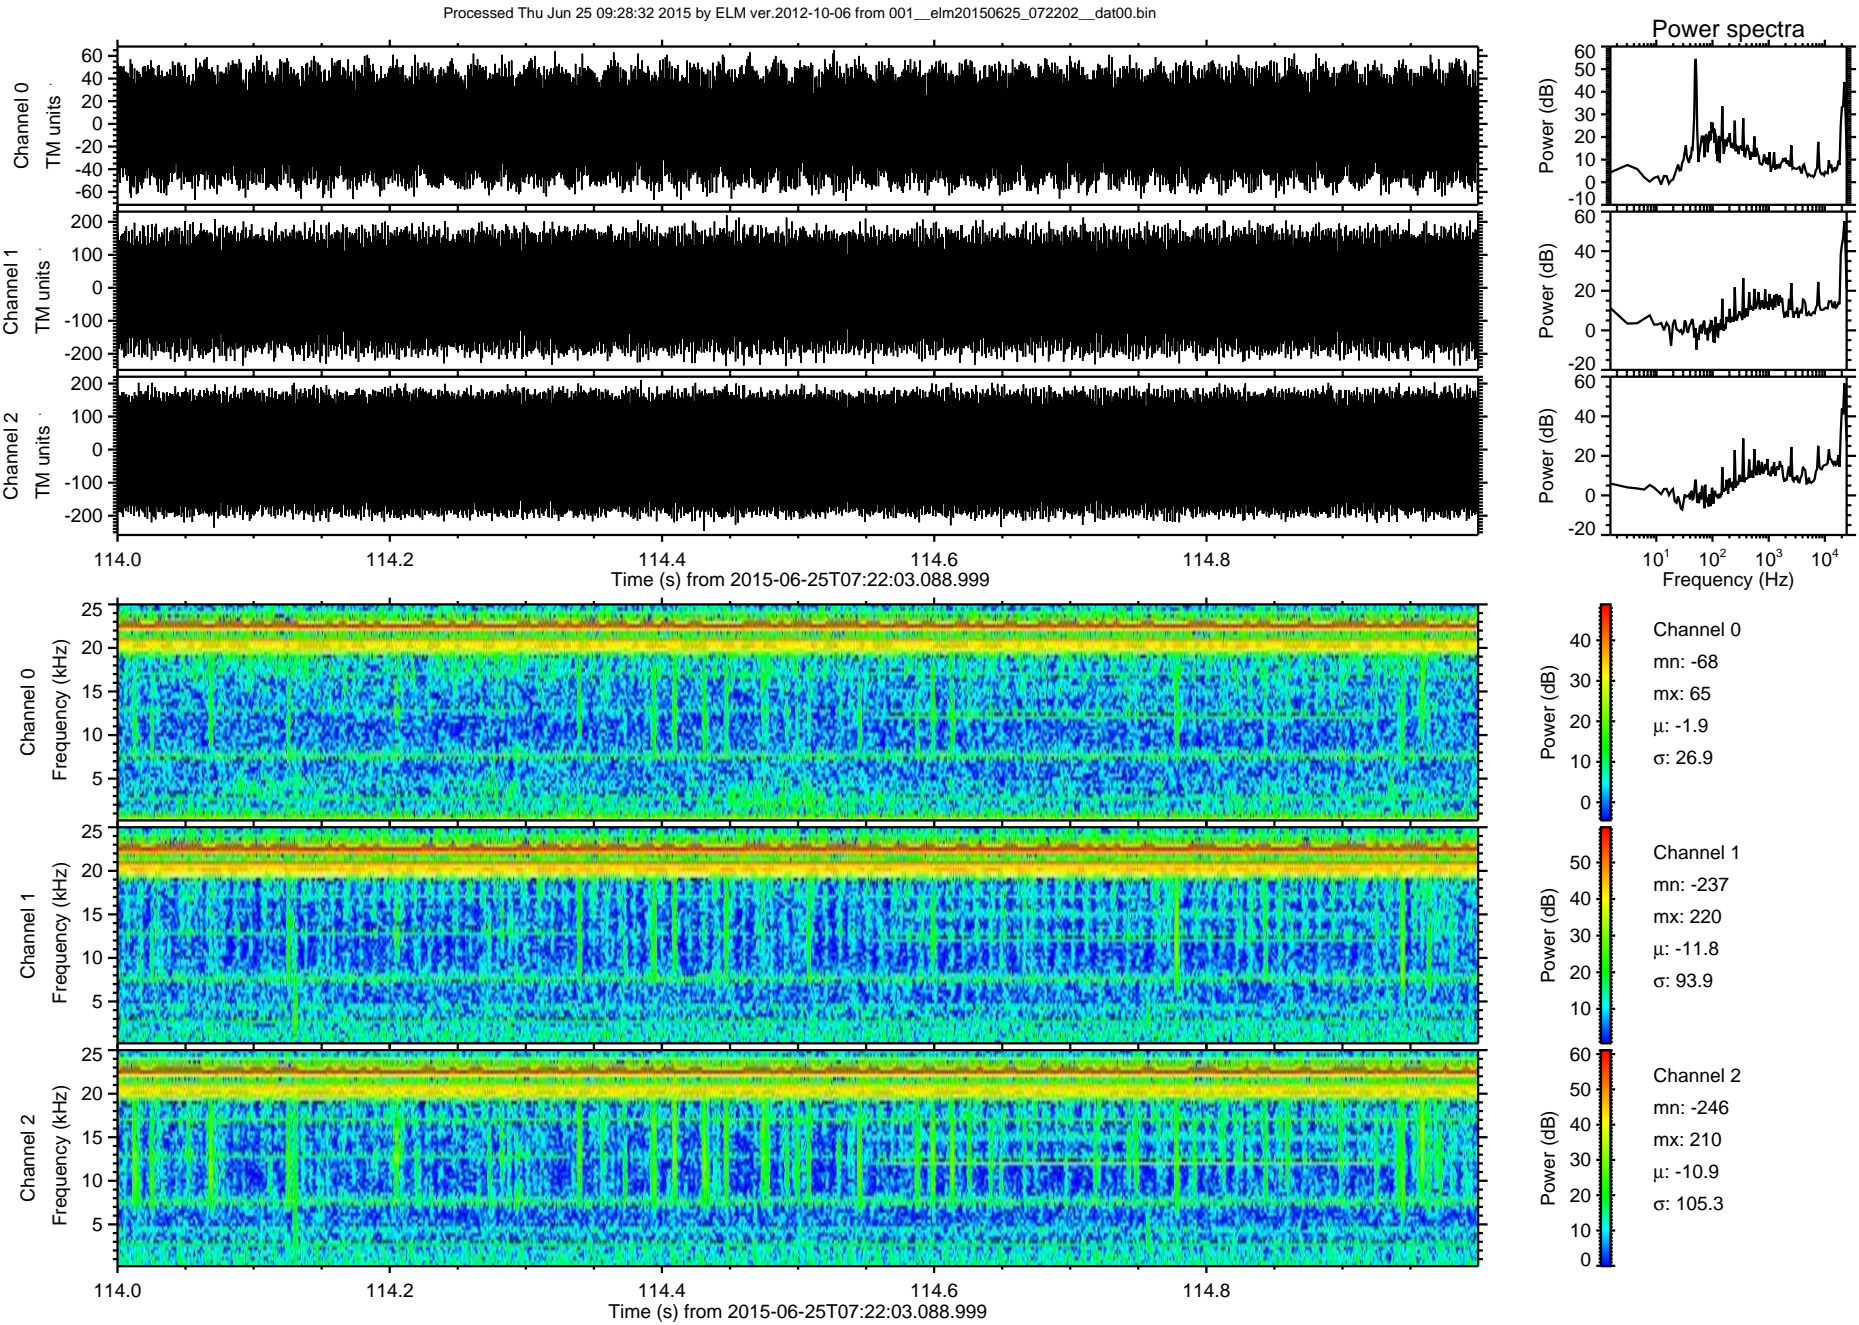 Processed Thu Jun 25 09:28:32 2015 by ELM ver.2012-10-06 from 001__elm20150625_072202__dat00.bin
Power spectra
Channel 0
TM units
60
40
20
0
-20
-40
-60
Power (dB)
60
50
40
30
20
10
0
-10
Channel 1
TM units
200
100
0
-100
-200
Power (dB)
60
40
20
0
-20
Channel 2
TM units
200
100
0
-100
-200
Power (dB)
60
40
20
0
-20
114.0 114.2 114.4 114.6 114.8
Time (s) from 2015-06-25T07:22:03.088.999
10¹ 10² 10³ 10⁴
Frequency (Hz)
Channel 0
Frequency (kHz)
25
20
15
10
5
Power (dB)
40
30
20
10
0
Channel 0
mn: -68
mx: 65
μ: -1.9
σ: 26.9
Channel 1
Frequency (kHz)
25
20
15
10
5
Power (dB)
50
40
30
20
10
Channel 1
mn: -237
mx: 220
μ: -11.8
σ: 93.9
Channel 2
Frequency (kHz)
25
20
15
10
5
Power (dB)
60
50
40
30
20
10
0
Channel 2
mn: -246
mx: 210
μ: -10.9
σ: 105.3
114.0 114.2 114.4 114.6 114.8
Time (s) from 2015-06-25T07:22:03.088.999